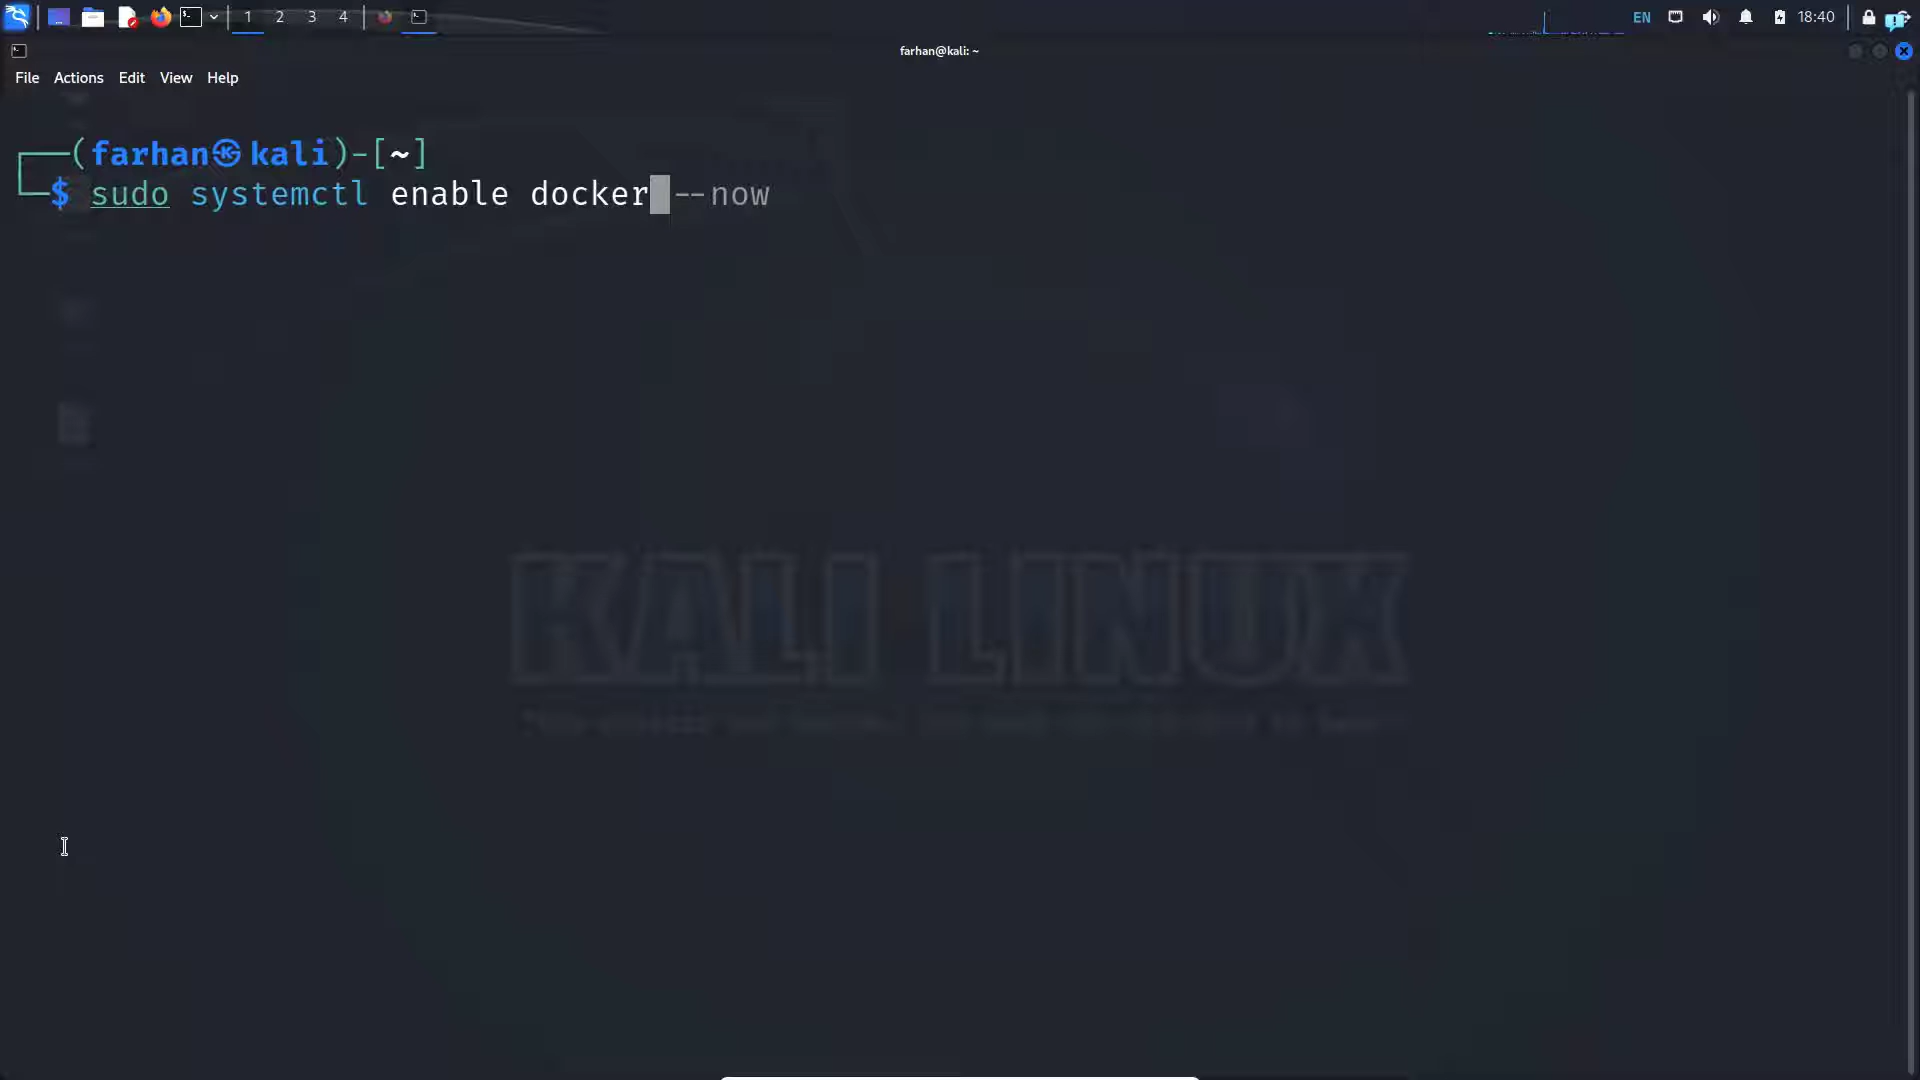 1 2 3 4 EN 18:40
farhan@kali: ~
File Actions Edit View Help
┌──(farhan㉿kali)-[~]
└─$ sudo systemctl enable docker --now
KALI LINUX